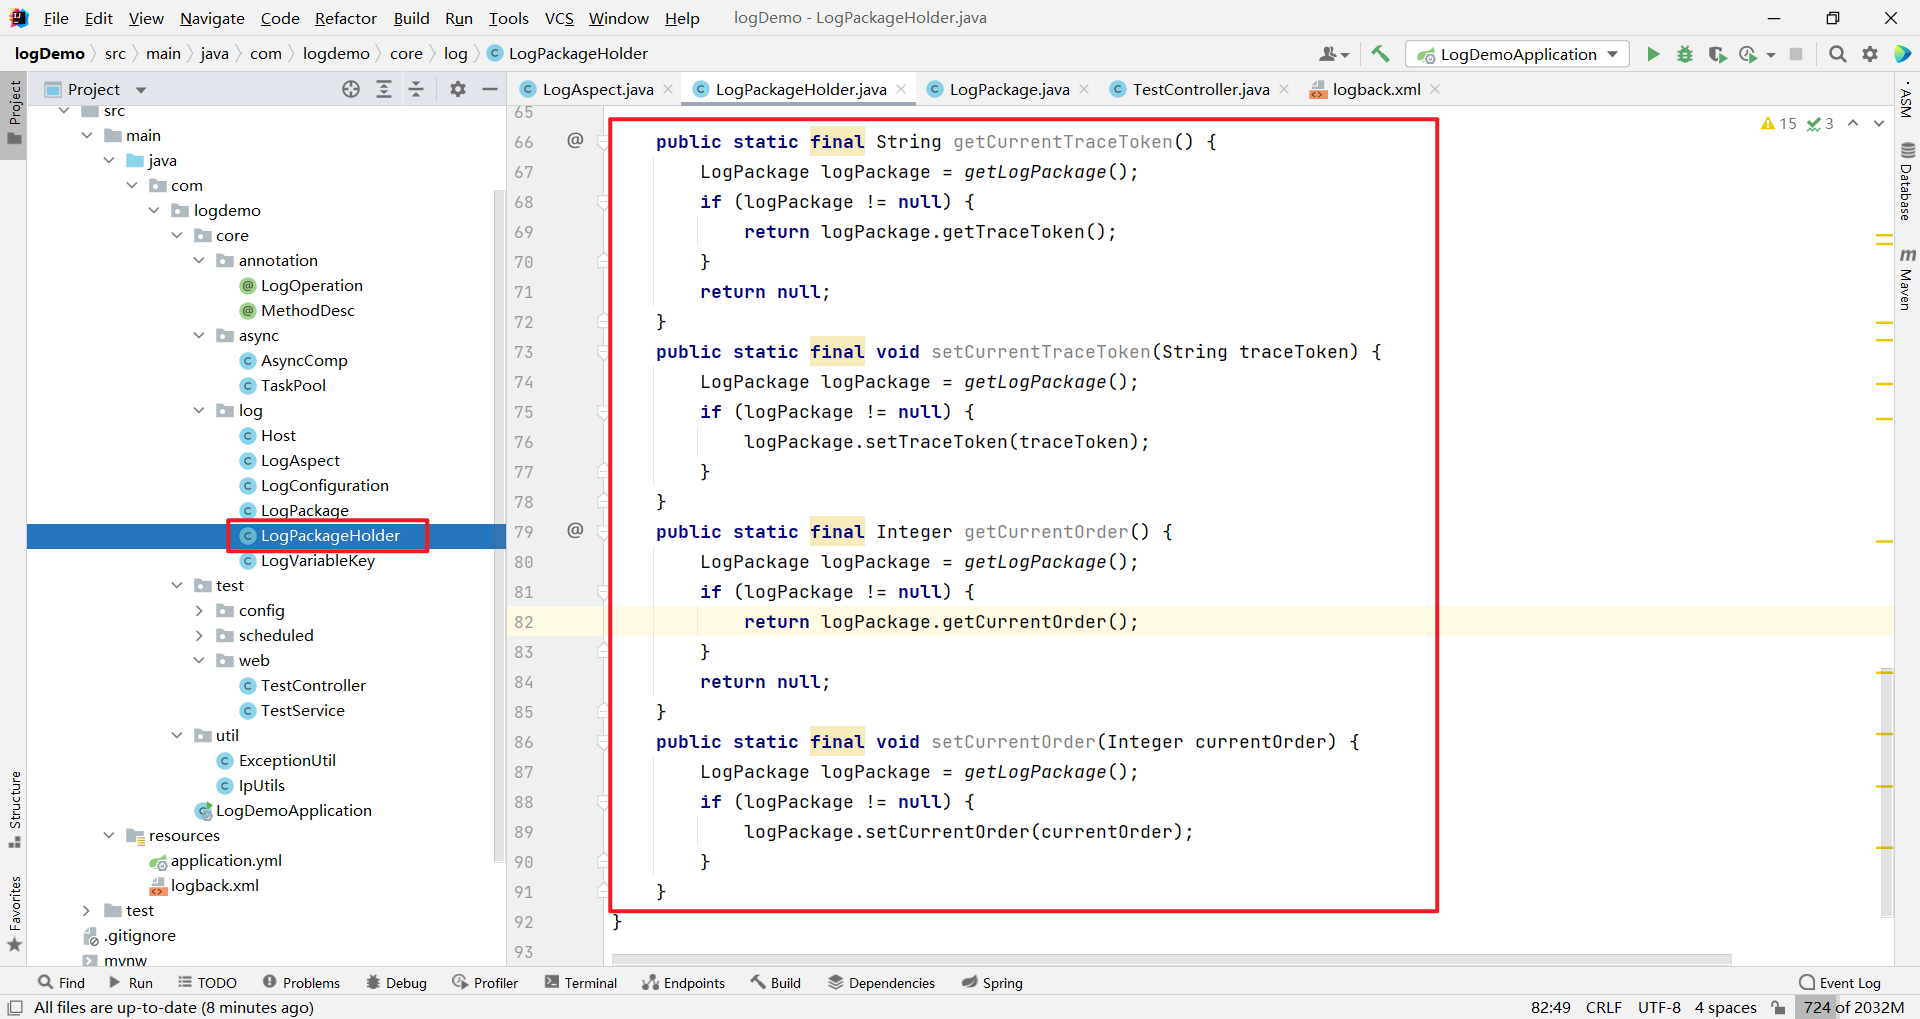 File Edit View Navigate Code Refactor Build Run Tools VCS Window Help logDemo - LogPackageHolder.java
logDemo src main java com logdemo core log LogPackageHolder LogDemoApplication
Project
LogAspect.java LogPackageHolder.java LogPackage.java TestController.java logback.xml
src
main
java
com
logdemo
core
annotation
LogOperation
MethodDesc
async
AsyncComp
TaskPool
log
Host
LogAspect
LogConfiguration
LogPackage
LogPackageHolder
LogVariableKey
test
config
scheduled
web
TestController
TestService
util
ExceptionUtil
IpUtils
LogDemoApplication
resources
application.yml
logback.xml
test
.gitignore
mvnw
65
66 public static final String getCurrentTraceToken() {
67 LogPackage logPackage = getLogPackage();
68 if (logPackage != null) {
69 return logPackage.getTraceToken();
70 }
71 return null;
72 }
73 public static final void setCurrentTraceToken(String traceToken) {
74 LogPackage logPackage = getLogPackage();
75 if (logPackage != null) {
76 logPackage.setTraceToken(traceToken);
77 }
78 }
79 public static final Integer getCurrentOrder() {
80 LogPackage logPackage = getLogPackage();
81 if (logPackage != null) {
82 return logPackage.getCurrentOrder();
83 }
84 return null;
85 }
86 public static final void setCurrentOrder(Integer currentOrder) {
87 LogPackage logPackage = getLogPackage();
88 if (logPackage != null) {
89 logPackage.setCurrentOrder(currentOrder);
90 }
91 }
92 }
93
15 3
Project
Structure
Favorites
ASM
Database
Maven
Find Run TODO Problems Debug Profiler Terminal Endpoints Build Dependencies Spring Event Log
All files are up-to-date (8 minutes ago) 82:49 CRLF UTF-8 4 spaces 724 of 2032M